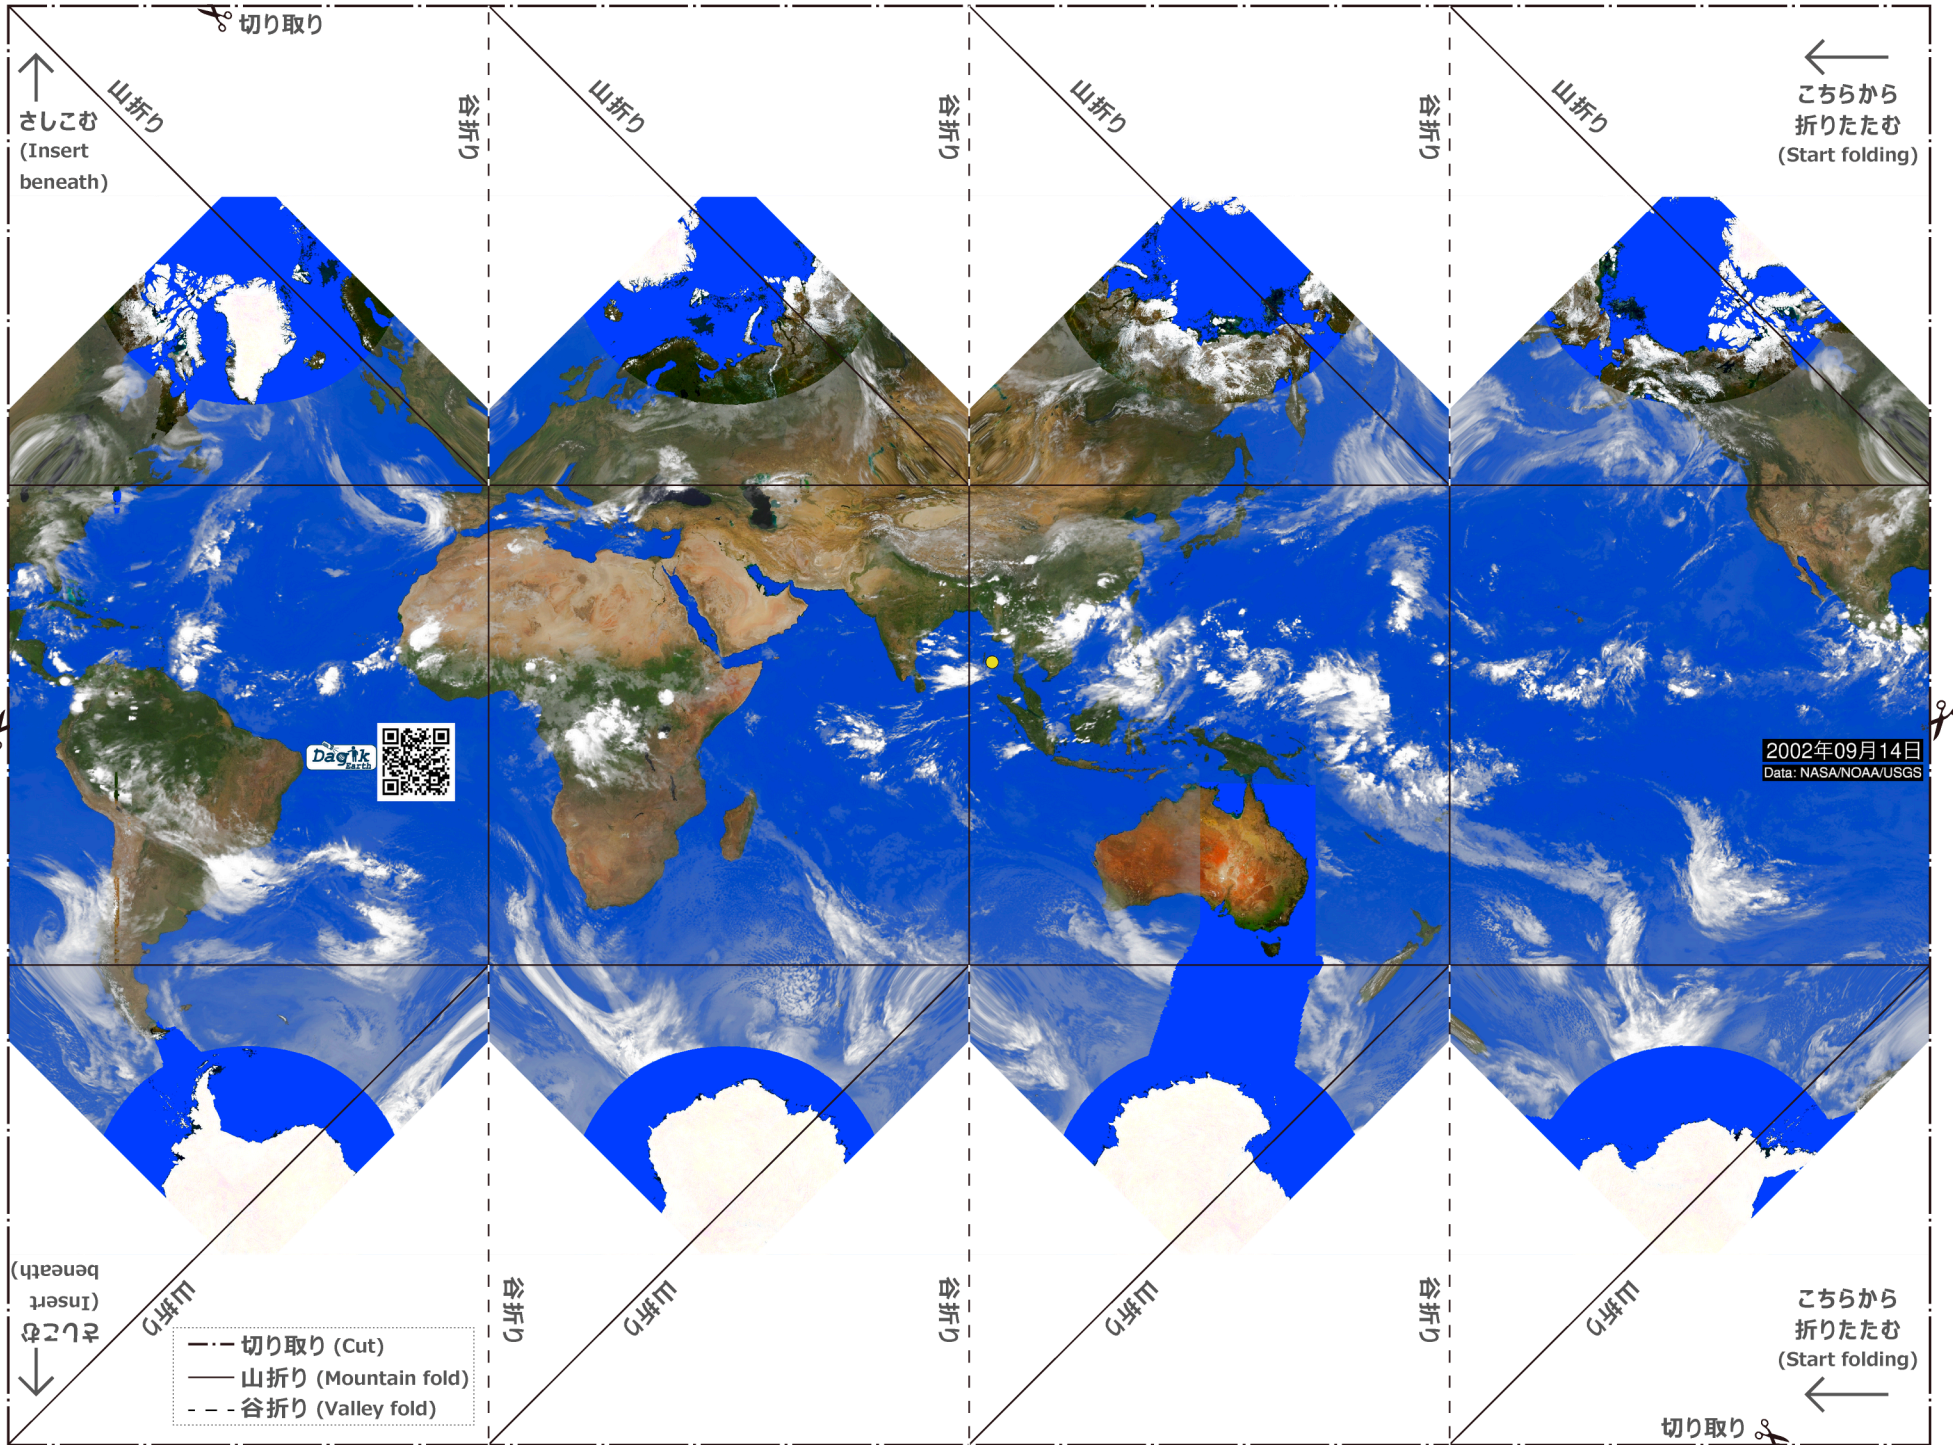 切り取り
山折り
谷折り
山折り
谷折り
山折り
谷折り
山折り
さしこむ
(Insert
beneath)
こちらから
折りたたむ
(Start folding)
Dagik
Earth
2002年09月14日
Data: NASA/NOAA/USGS
さしこむ
(Insert
beneath)
山折り
谷折り
山折り
谷折り
山折り
谷折り
山折り
こちらから
折りたたむ
(Start folding)
切り取り (Cut)
山折り (Mountain fold)
谷折り (Valley fold)
切り取り